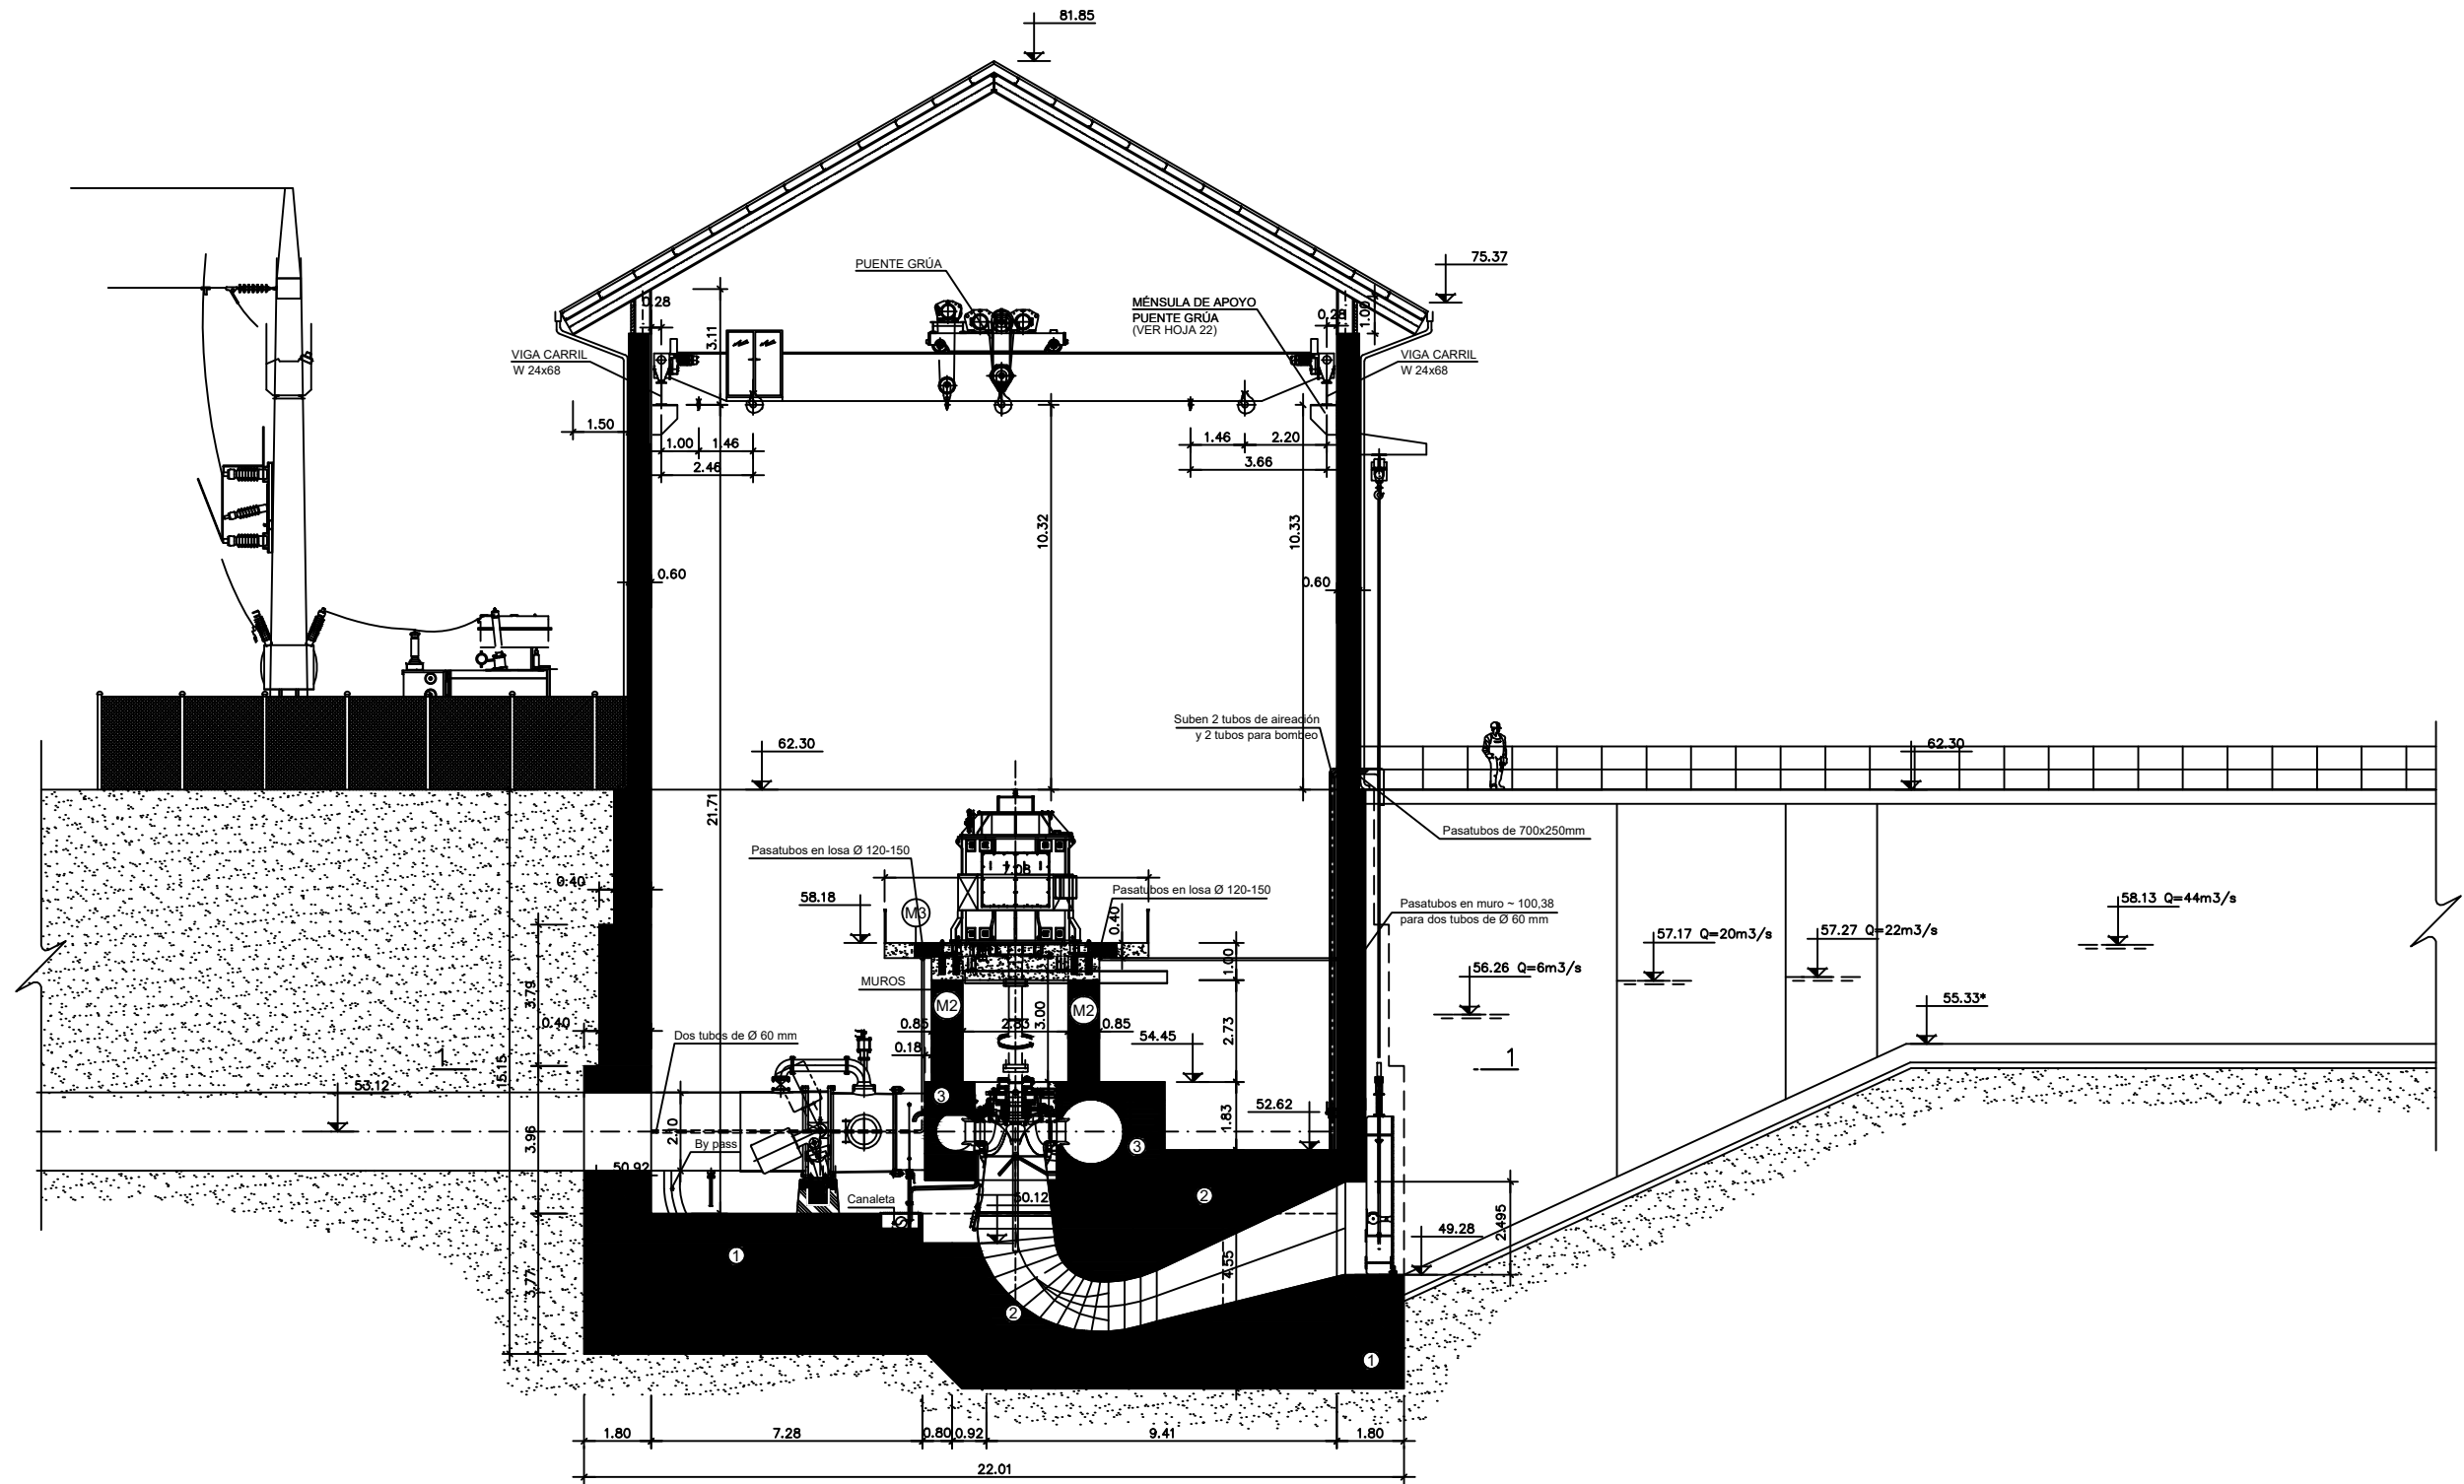 81.85
75.37
PUENTE GRÚA
MÉNSULA DE APOYO
PUENTE GRÚA
(VER HOJA 22)
0.28
0.28
1.00
3.11
VIGA CARRIL
W 24x68
VIGA CARRIL
W 24x68
1.50
1.00
1.46
2.46
1.46
2.20
3.66
10.32
10.33
0.60
0.60
Suben 2 tubos de aireación
y 2 tubos para bombeo
62.30
62.30
21.71
Pasatubos de 700x250mm
Pasatubos en losa Ø 120-150
7.08
0.40
58.18
M3
Pasatubos en losa Ø 120-150
0.40
Pasatubos en muro ~ 100,38
para dos tubos de Ø 60 mm
58.13 Q=44m3/s
57.17 Q=20m3/s
57.27 Q=22m3/s
56.26 Q=6m3/s
1.00
MUROS
3.79
M2
M2
55.33*
0.40
0.85
2.83
3.00
0.85
2.73
Dos tubos de Ø 60 mm
54.45
0.18
1
1
15.15
53.12
3
52.62
1.83
2.10
3.96
By pass
3
50.92
Canaleta
50.12
2
49.28
2.495
1
4.55
3.77
2
1
1.80
7.28
0.80
0.92
9.41
1.80
22.01